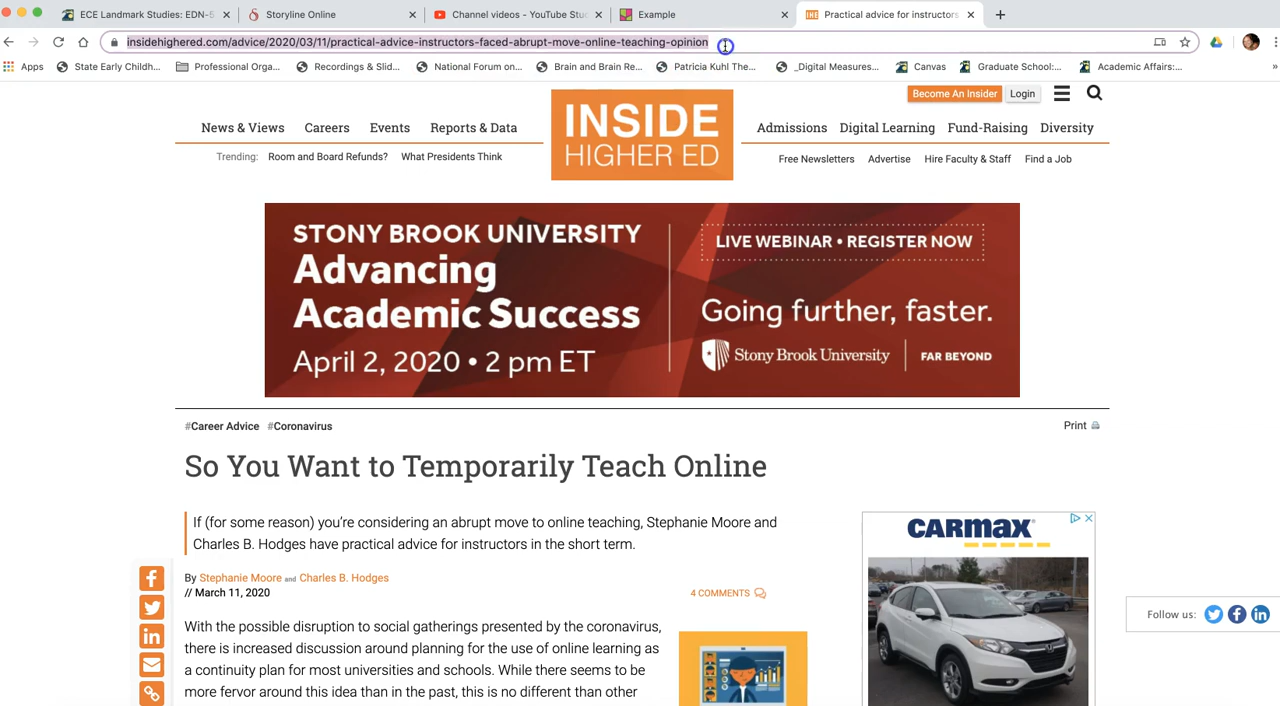 ECE Landmark Studies: EDN-5
Storyline Online
Channel videos - YouTube Stu
Example
Practical advice for instructors
insidehighered.com/advice/2020/03/11/practical-advice-instructors-faced-abrupt-move-online-teaching-opinion
Apps
State Early Childh...
Professional Orga...
Recordings & Slid...
National Forum on...
Brain and Brain Re...
Patricia Kuhl The...
_Digital Measures...
Canvas
Graduate School:...
Academic Affairs:...
Become An Insider
Login
News & Views
Careers
Events
Reports & Data
INSIDE
HIGHER ED
Admissions
Digital Learning
Fund-Raising
Diversity
Trending:
Room and Board Refunds?
What Presidents Think
Free Newsletters
Advertise
Hire Faculty & Staff
Find a Job
STONY BROOK UNIVERSITY
Advancing
Academic Success
April 2, 2020 • 2 pm ET
LIVE WEBINAR • REGISTER NOW
Going further, faster.
Stony Brook University
FAR BEYOND
#Career Advice #Coronavirus
Print
So You Want to Temporarily Teach Online
If (for some reason) you're considering an abrupt move to online teaching, Stephanie Moore and
Charles B. Hodges have practical advice for instructors in the short term.
By Stephanie Moore and Charles B. Hodges
// March 11, 2020
4 COMMENTS
With the possible disruption to social gatherings presented by the coronavirus,
there is increased discussion around planning for the use of online learning as
a continuity plan for most universities and schools. While there seems to be
more fervor around this idea than in the past, this is no different than other
CARMAX
Follow us: